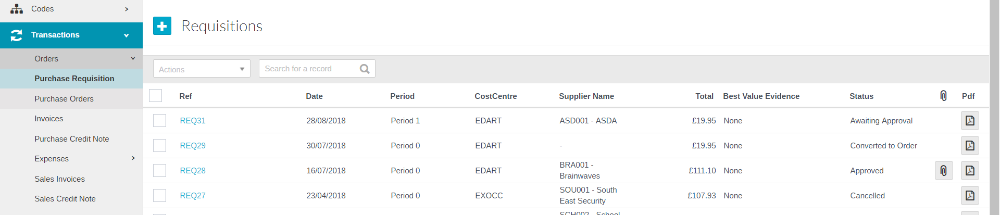 Codes
Transactions
Orders
Purchase Requisition
Purchase Orders
Invoices
Purchase Credit Note
Expenses
Sales Invoices
Sales Credit Note
Requisitions
Actions Search for a record
Ref Date Period CostCentre Supplier Name Total Best Value Evidence Status Pdf
REQ31 28/08/2018 Period 1 EDART ASD001 - ASDA £19.95 None Awaiting Approval
REQ29 30/07/2018 Period 0 EDART - £19.95 None Converted to Order
REQ28 16/07/2018 Period 0 EDART BRA001 - £111.10 None Approved
Brainwaves
REQ27 23/04/2018 Period 0 EXOCC SOU001 - South £107.93 None Cancelled
East Security
SCH002 - School